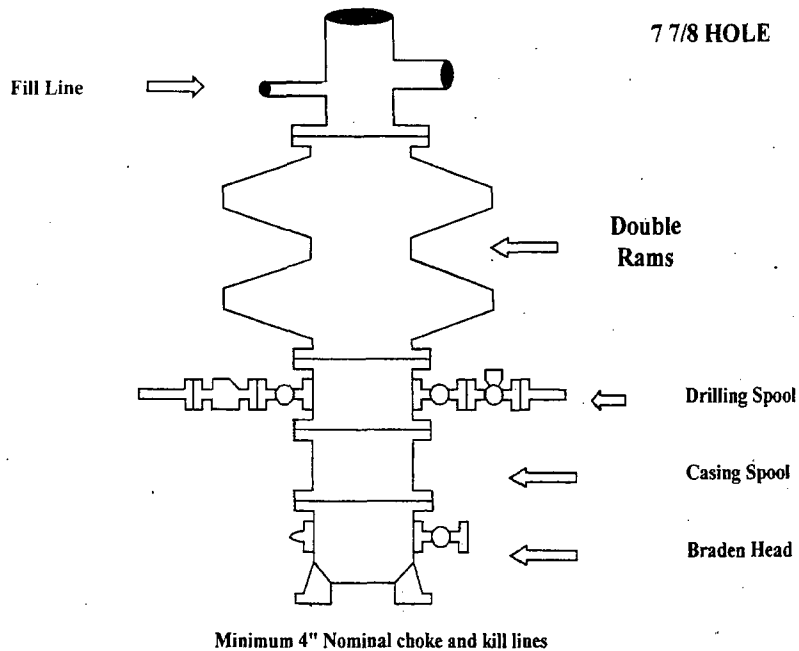 7 7/8 HOLE
Fill Line
Double
Rams
Drilling Spool
Casing Spool
Braden Head
Minimum 4" Nominal choke and kill lines